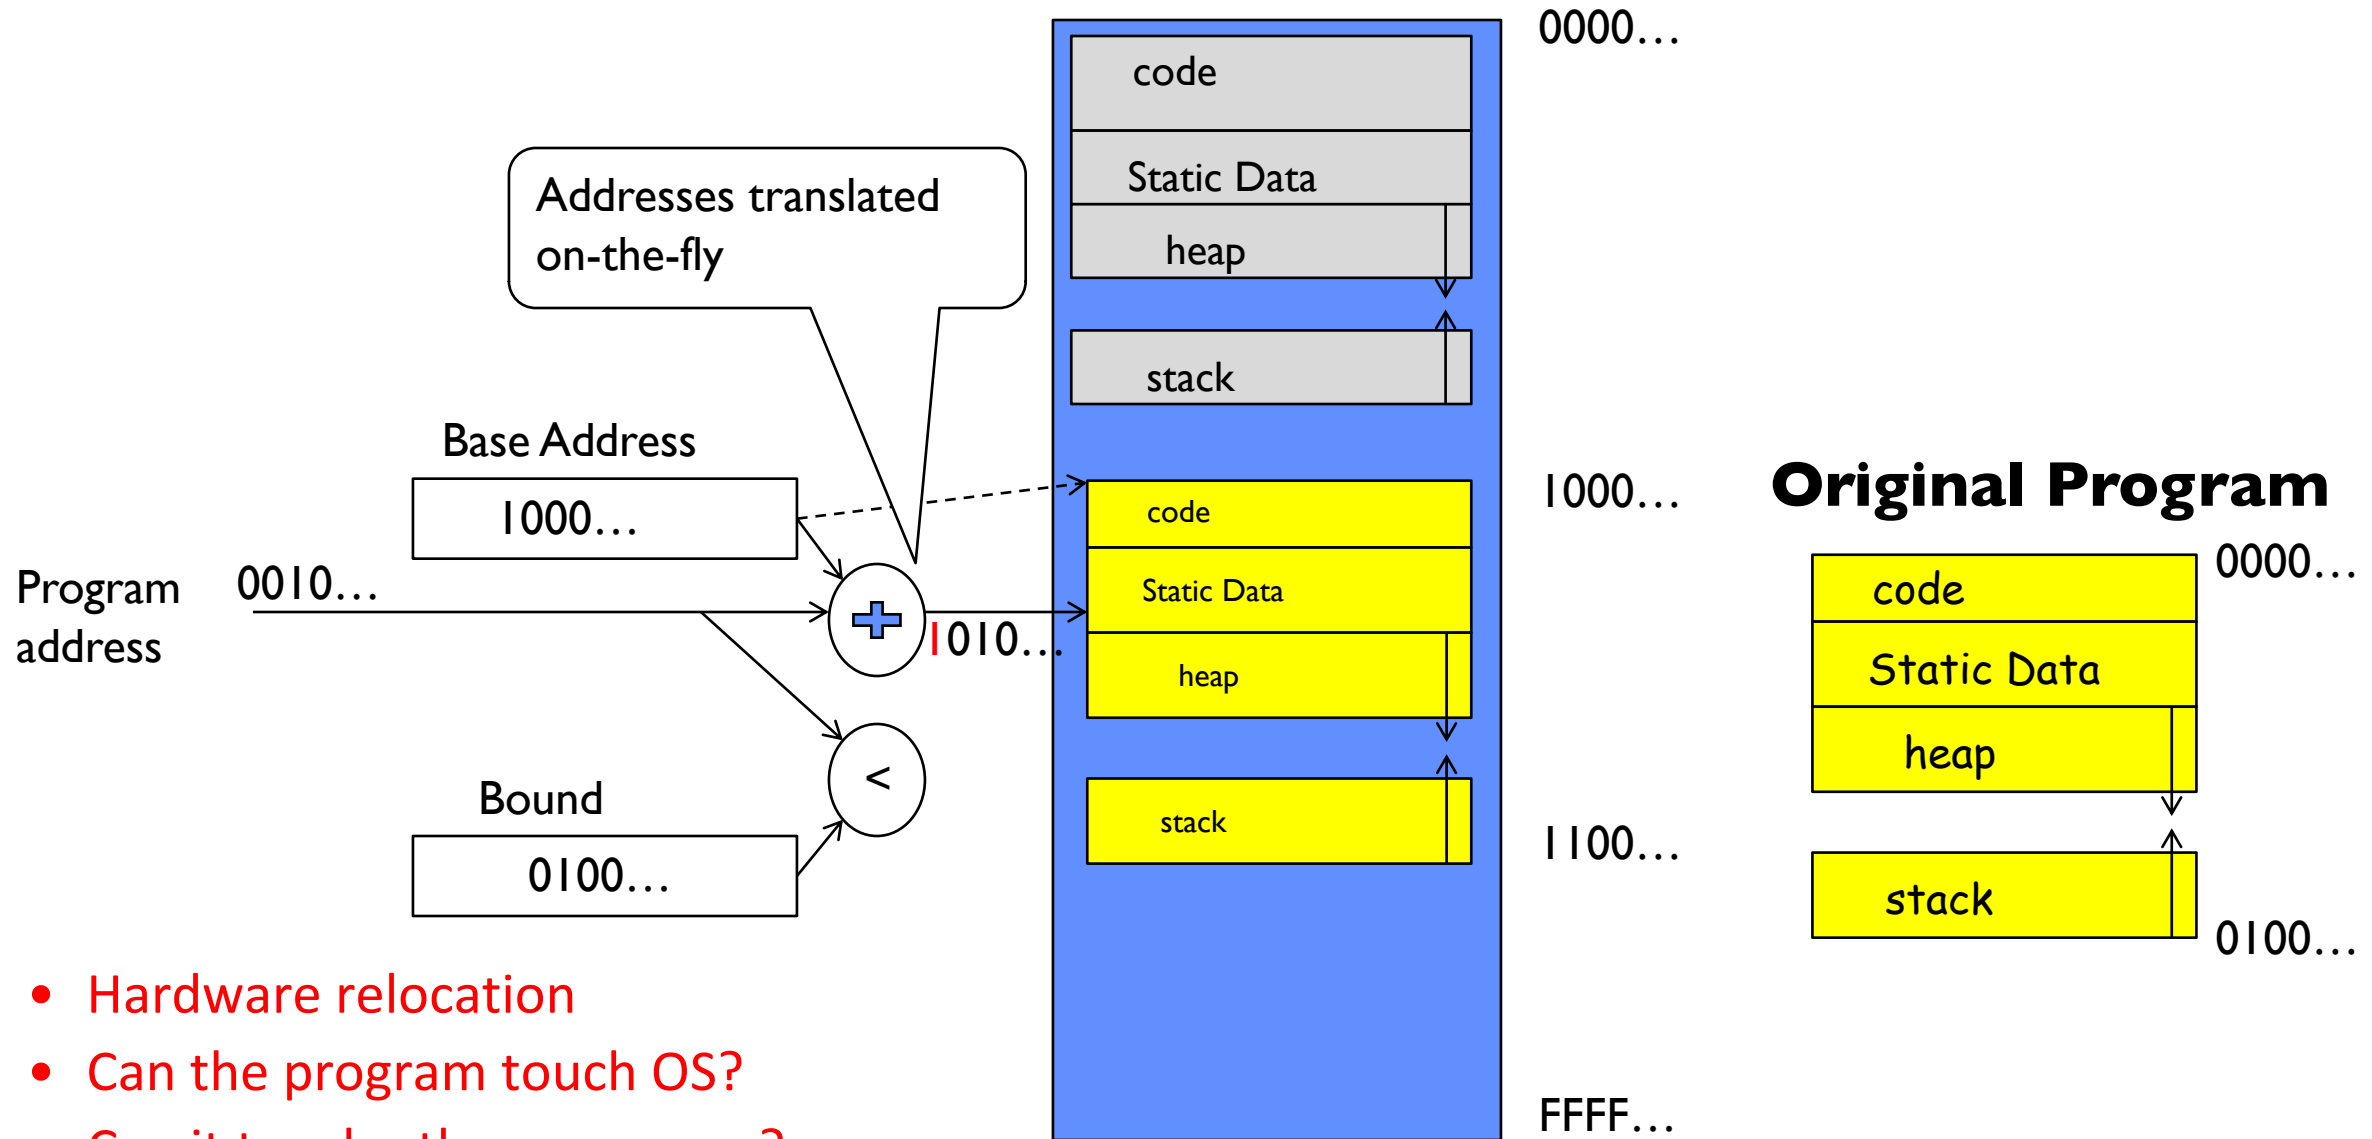 0000…
code
Static Data
heap
stack
Addresses translated
on-the-fly
Base Address
1000…
Program
address
0010…
1010…
<
Bound
0100…
code
Static Data
heap
stack
1000…
1100…
FFFF…
Original Program
0000…
code
Static Data
heap
stack
0100…
• Hardware relocation
• Can the program touch OS?